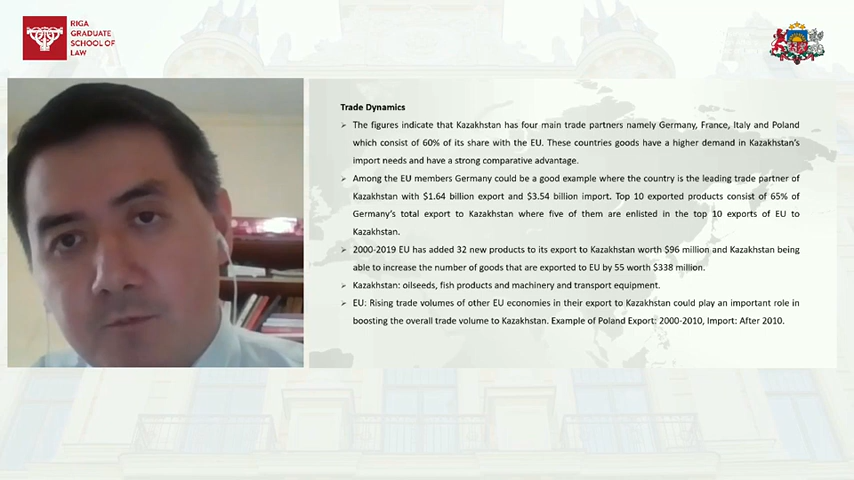 RIGA
GRADUATE
SCHOOL OF
LAW
Trade Dynamics
➢ The figures indicate that Kazakhstan has four main trade partners namely Germany, France, Italy and Poland
which consist of 60% of its share with the EU. These countries goods have a higher demand in Kazakhstan's
import needs and have a strong comparative advantage.
➢ Among the EU members Germany could be a good example where the country is the leading trade partner of
Kazakhstan with $1.64 billion export and $3.54 billion import. Top 10 exported products consist of 65% of
Germany's total export to Kazakhstan where five of them are enlisted in the top 10 exports of EU to
Kazakhstan.
➢ 2000-2019 EU has added 32 new products to its export to Kazakhstan worth $96 million and Kazakhstan being
able to increase the number of goods that are exported to EU by 55 worth $338 million.
➢ Kazakhstan: oilseeds, fish products and machinery and transport equipment.
➢ EU: Rising trade volumes of other EU economies in their export to Kazakhstan could play an important role in
boosting the overall trade volume to Kazakhstan. Example of Poland Export: 2000-2010, Import: After 2010.